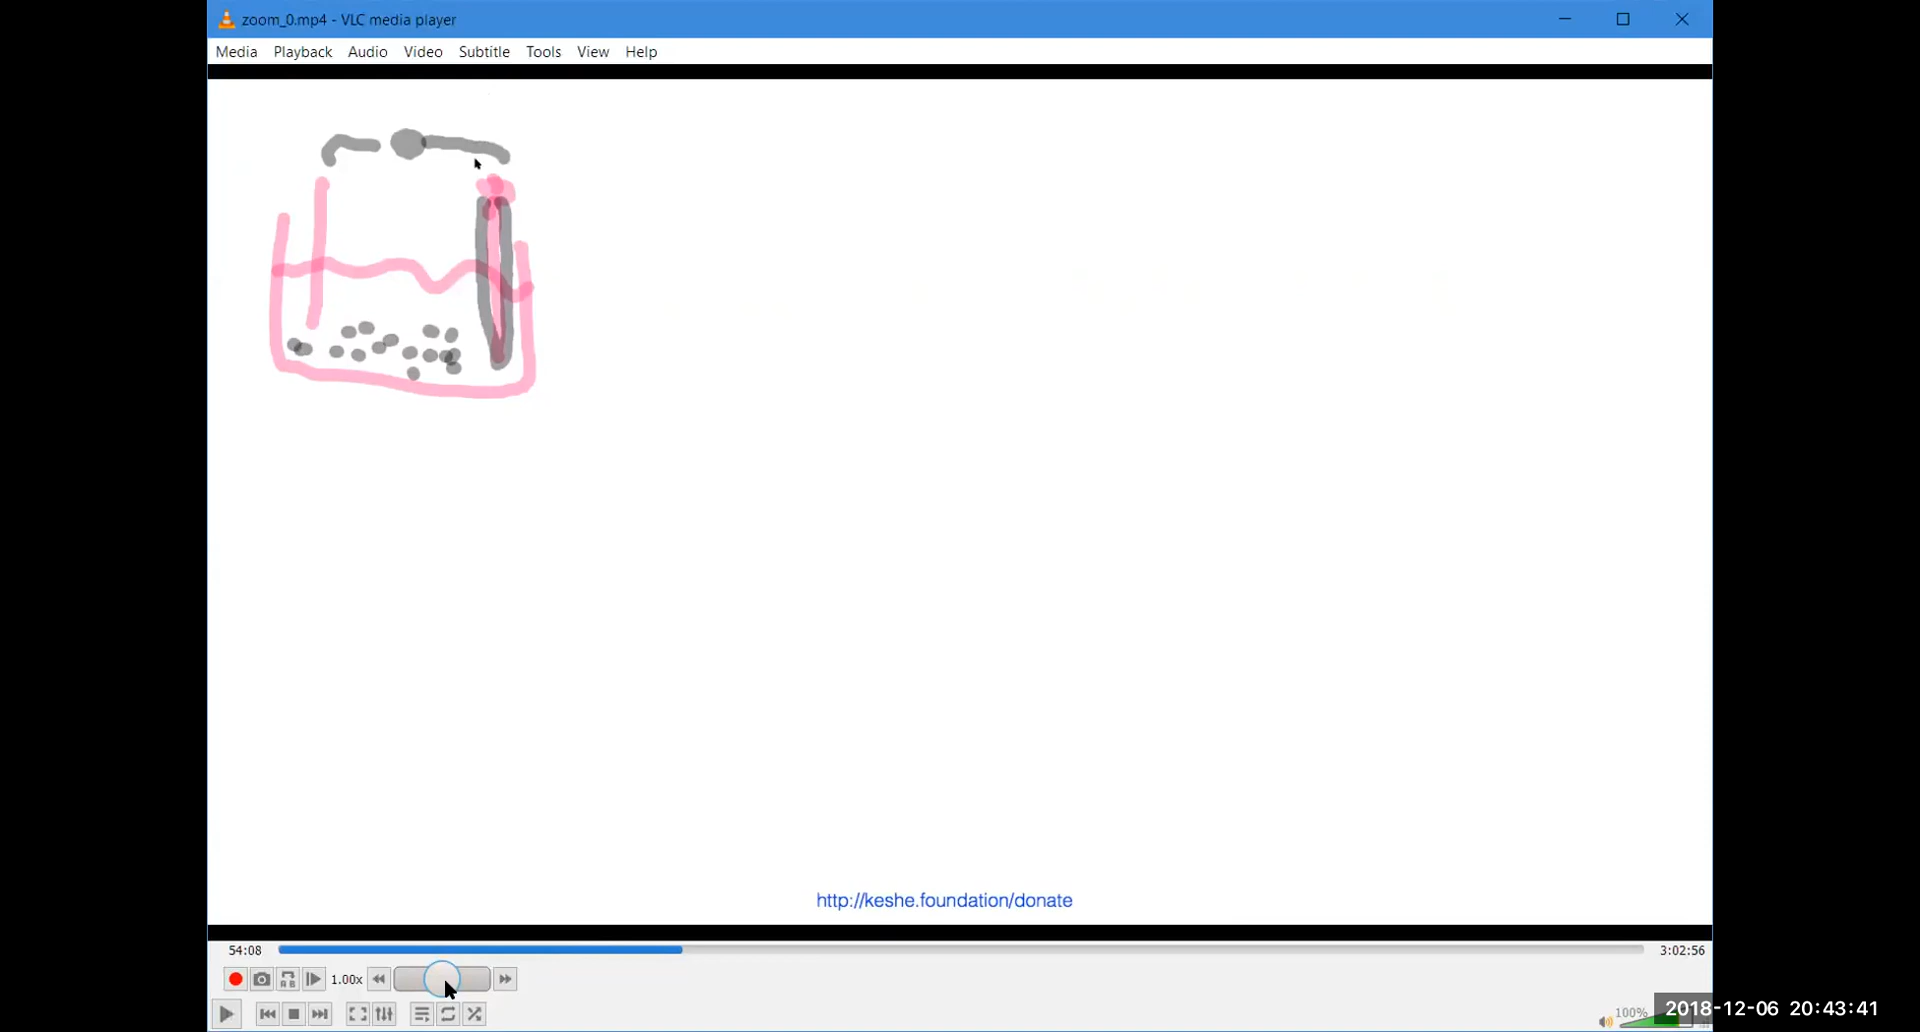 zoom_0.mp4 - VLC media player
Media Playback Audio Video Subtitle Tools View Help
http://keshe.foundation/donate
54:08
3:02:56
1.00x
100%
2018-12-06 20:43:41